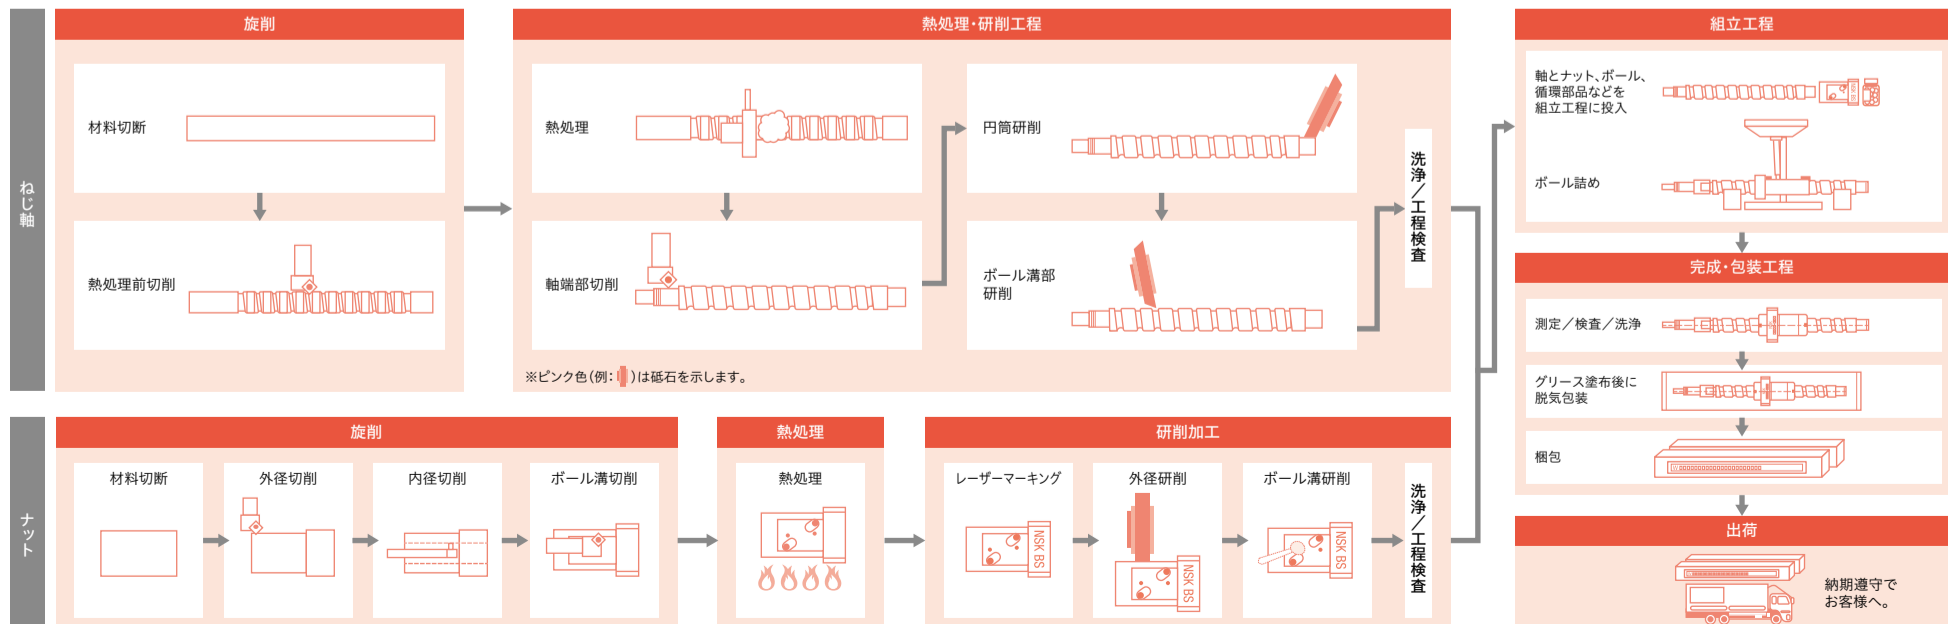 ねじ軸
旋削
材料切断
熱処理前切削
熱処理・研削工程
熱処理
軸端部切削
円筒研削
ボール溝部
研削
※ピンク色（例：　）は砥石を示します。
洗浄／工程検査
ナット
旋削
材料切断
外径切削
内径切削
ボール溝切削
熱処理
熱処理
研削加工
レーザーマーキング
NSK BS
外径研削
NSK BS
ボール溝研削
NSK BS
洗浄／工程検査
組立工程
軸とナット、ボール、
循環部品などを
組立工程に投入
NSK BS
ボール詰め
完成・包装工程
測定／検査／洗浄
グリース塗布後に
脱気包装
梱包
出荷
納期遵守で
お客様へ。